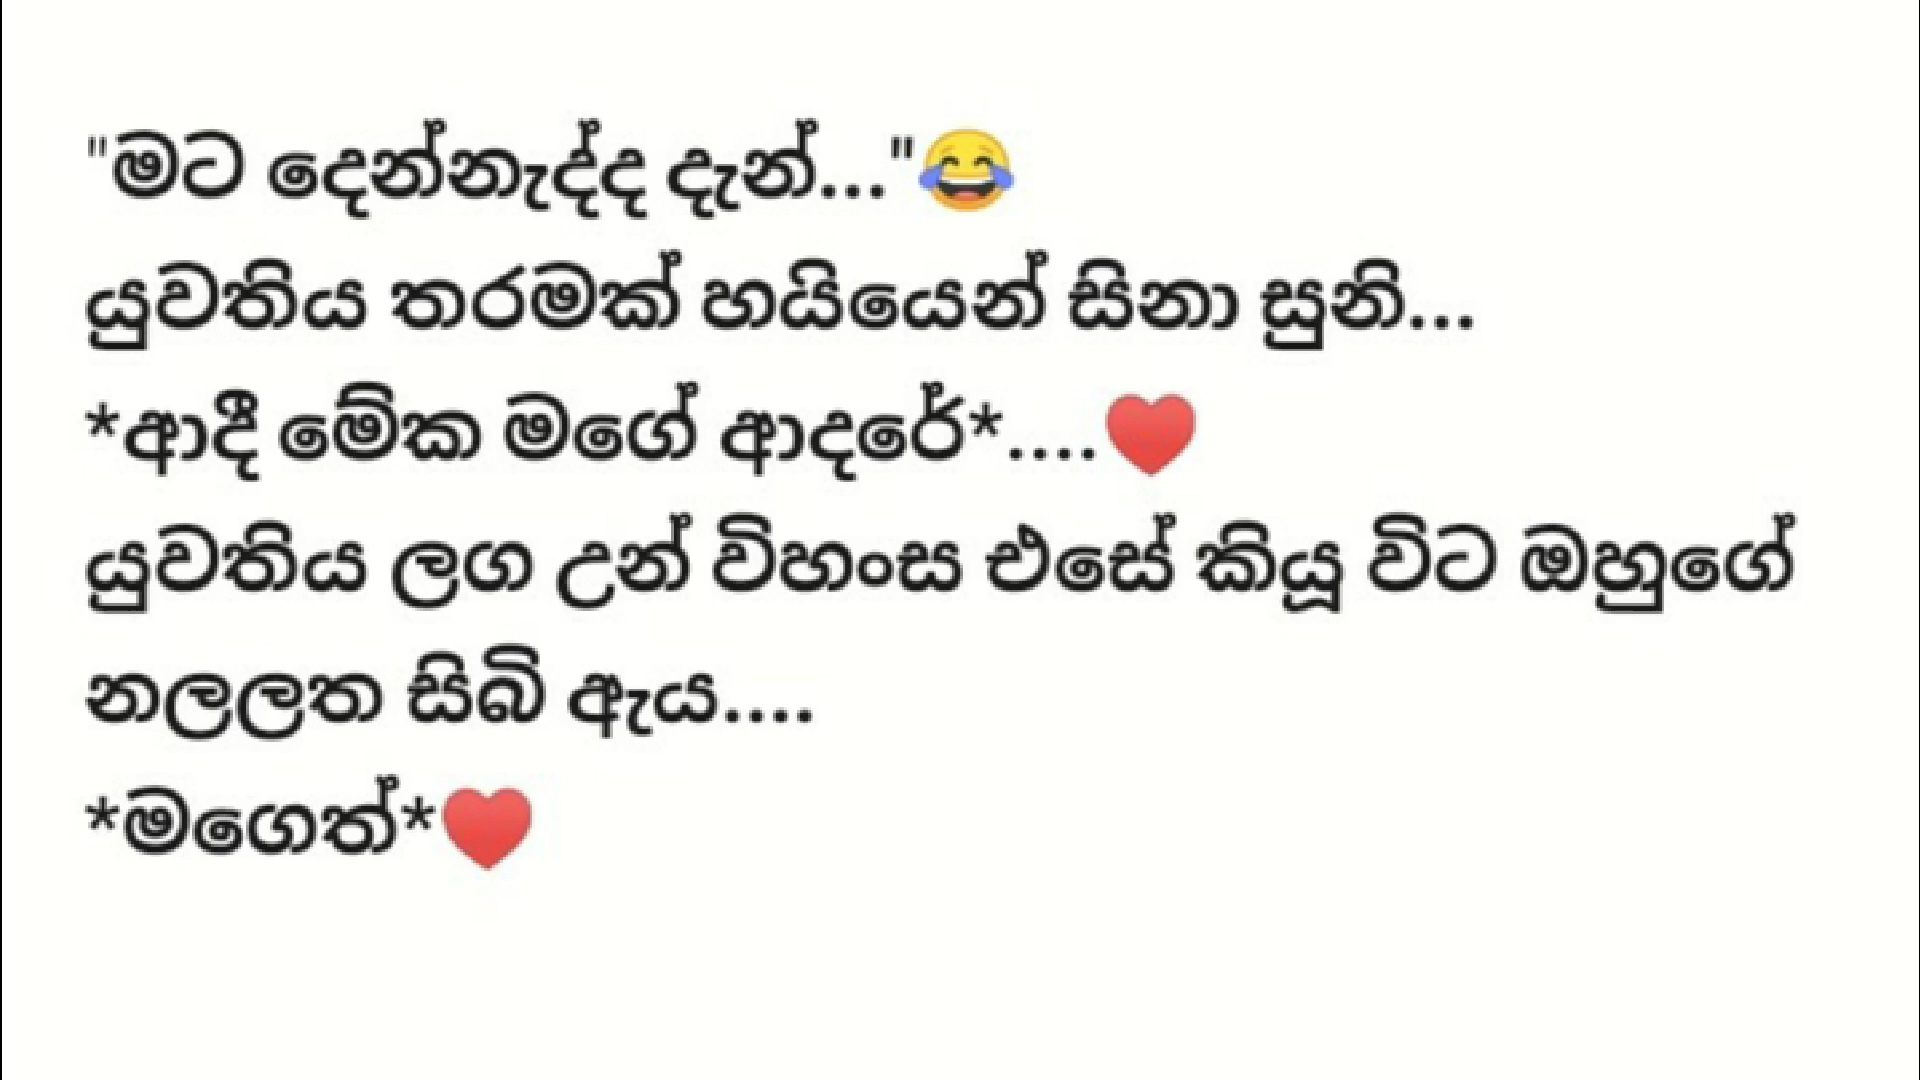 "මට දෙන්නැද්ද දැන්..."😂
යුවතිය තරමක් හයියෙන් සිනා සුනි...
*ආදී මේක මගේ ආදරේ*....♥️
යුවතිය ලග උන් විහංස එසේ කියූ විට ඔහුගේ
නලලත සිබි ඇය....
*මගෙත්*♥️